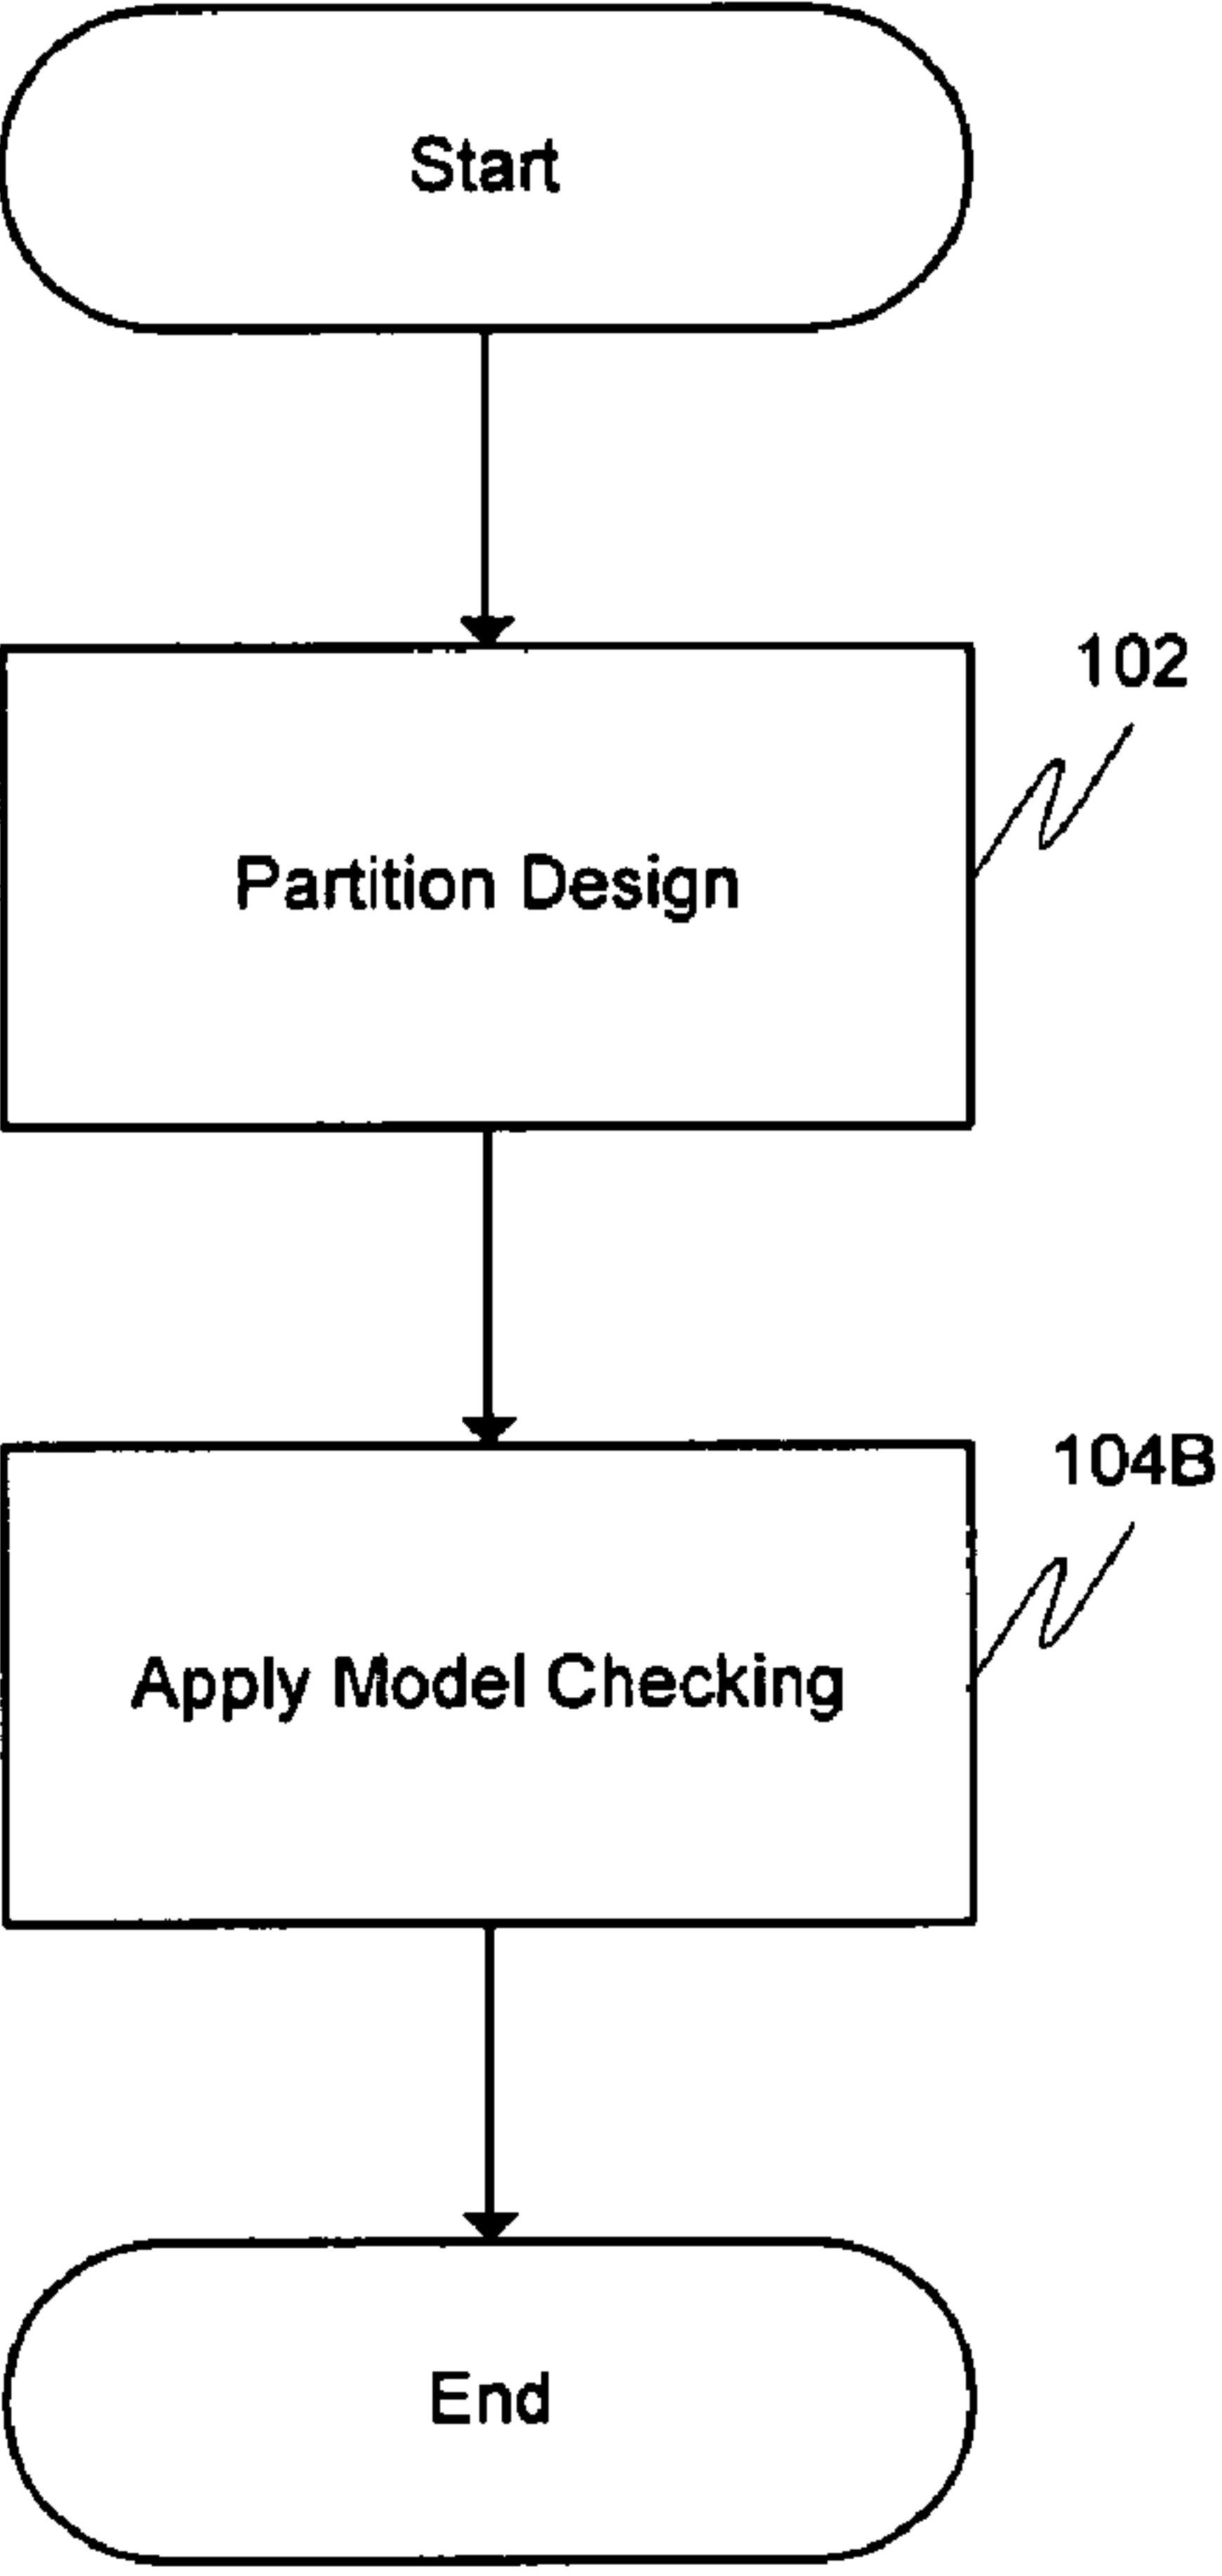 Start
102
Partition Design
104B
Apply Model Checking
End